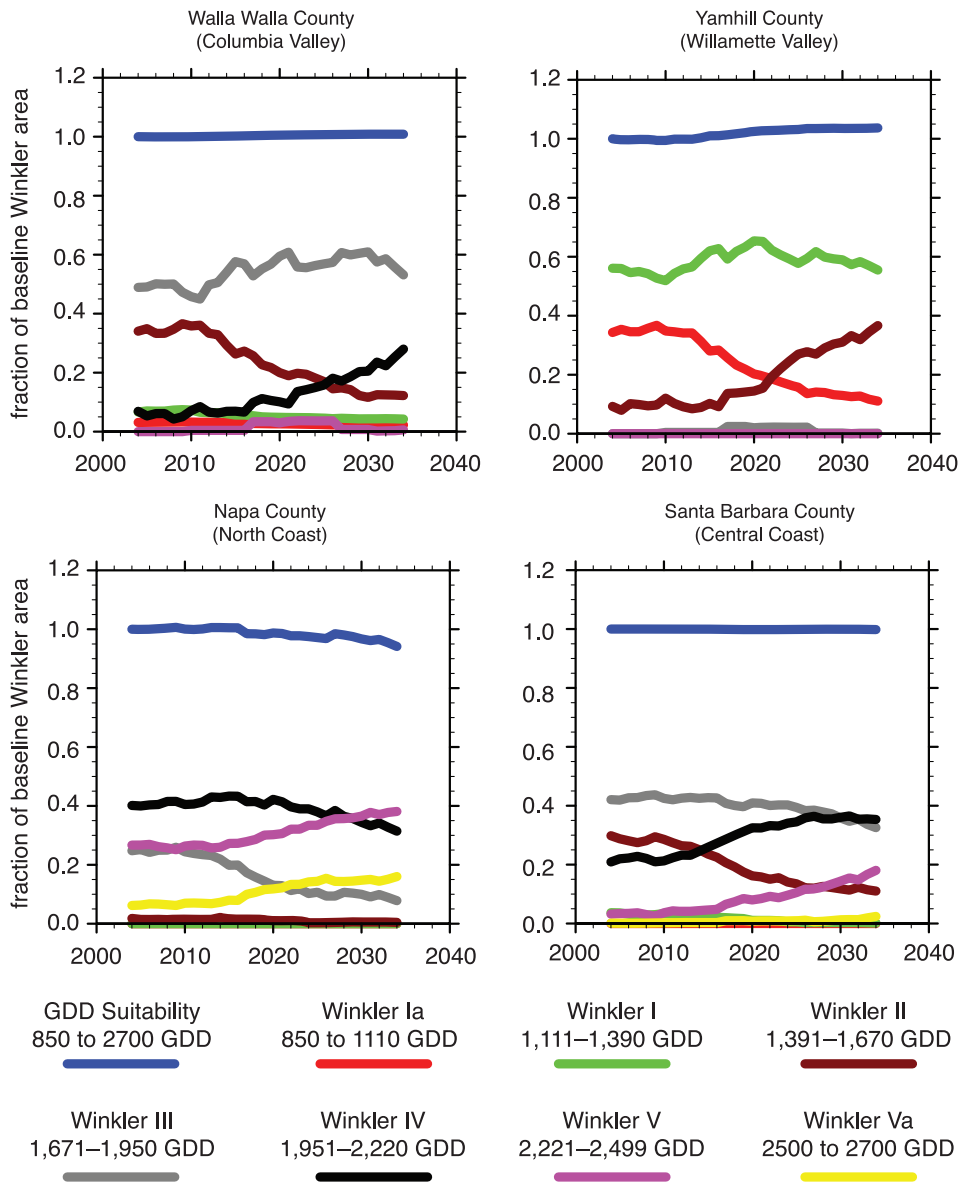 Walla Walla County
(Columbia Valley)
Yamhill County
(Willamette Valley)
fraction of baseline Winkler area
1.2
1.0
0.8
0.6
0.4
0.2
0.0
2000 2010 2020 2030 2040
1.2
1.0
0.8
0.6
0.4
0.2
0.0
2000 2010 2020 2030 2040
Napa County
(North Coast)
Santa Barbara County
(Central Coast)
fraction of baseline Winkler area
1.2
1.0
0.8
0.6
0.4
0.2
0.0
2000 2010 2020 2030 2040
1.2
1.0
0.8
0.6
0.4
0.2
0.0
2000 2010 2020 2030 2040
GDD Suitability
850 to 2700 GDD
Winkler Ia
850 to 1110 GDD
Winkler I
1,111–1,390 GDD
Winkler II
1,391–1,670 GDD
Winkler III
1,671–1,950 GDD
Winkler IV
1,951–2,220 GDD
Winkler V
2,221–2,499 GDD
Winkler Va
2500 to 2700 GDD